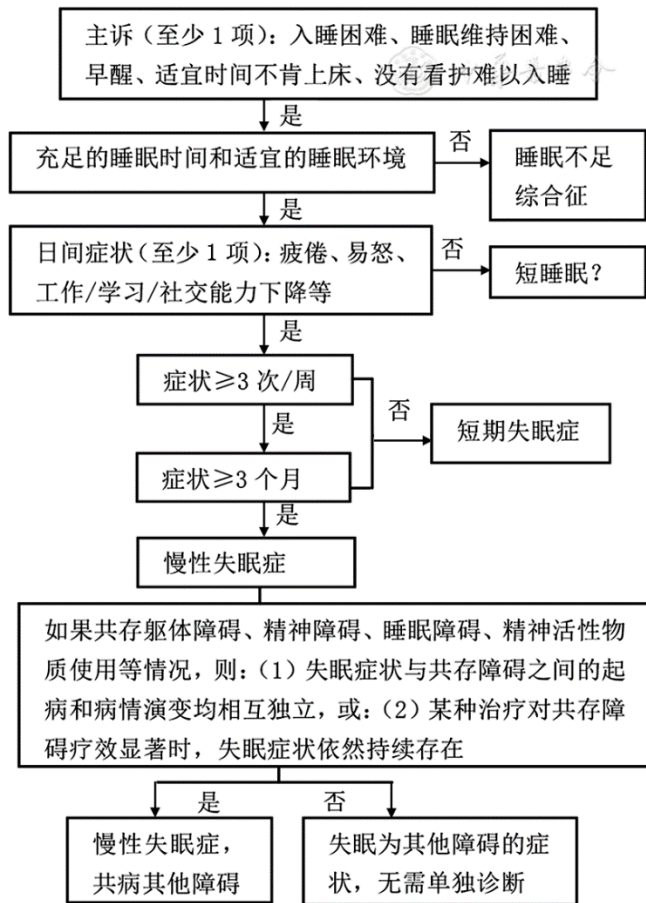 主诉(至少1项):入睡困难、睡眠维持困难、
早醒、适宜时间不肯上床、没有看护难以入睡
是
充足的睡眠时间和适宜的睡眠环境
否
睡眠不足
综合征
是
日间症状(至少1项):疲倦、易怒、
工作/学习/社交能力下降等
否
短睡眠?
是
症状≥3次/周
是
否
短期失眠症
症状≥3个月
是
慢性失眠症
如果共存躯体障碍、精神障碍、睡眠障碍、精神活性物
质使用等情况,则:(1)失眠症状与共存障碍之间的起
病和病情演变均相互独立,或:(2)某种治疗对共存障
碍疗效显著时,失眠症状依然持续存在
是
否
慢性失眠症,
共病其他障碍
失眠为其他障碍的症
状,无需单独诊断